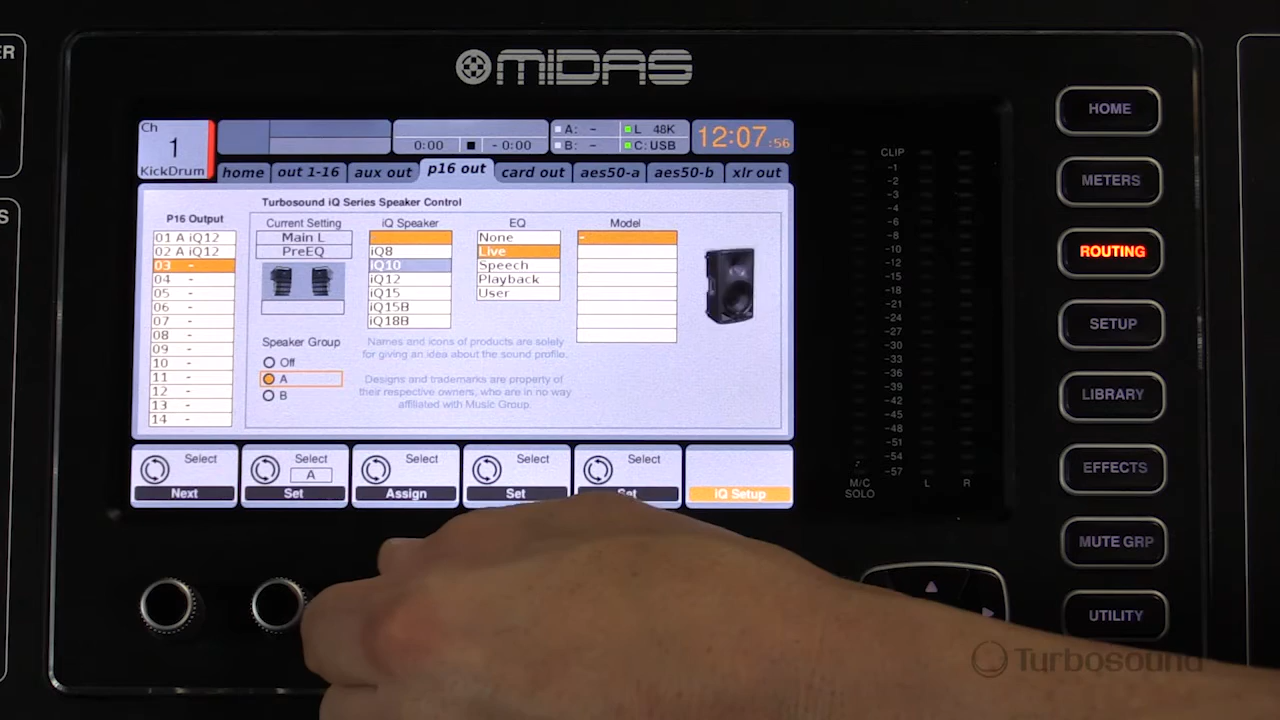 MIDAS
ER
S
Ch
1
KickDrum
0:00
- 0:00
A: -
B: -
L 48K
C:USB
12:07:56
home
out 1-16
aux out
p16 out
card out
aes50-a
aes50-b
xlr out
Turbosound iQ Series Speaker Control
P16 Output
01 A iQ12
02 A iQ12
03 -
04 -
05 -
06 -
07 -
08 -
09 -
10 -
11 -
12 -
13 -
14 -
Current Setting
Main L
PreEQ
Speaker Group
Off
A
B
iQ Speaker
iQ8
iQ10
iQ12
iQ15
iQ15B
iQ18B
EQ
None
Live
Speech
Playback
User
Model
-
Names and icons of products are solely
for giving an idea about the sound profile.
Designs and trademarks are property of
their respective owners, who are in no way
affiliated with Music Group.
Select
Next
Select
A
Set
Select
Assign
Select
Set
Select
Set
iQ Setup
CLIP
-1
-2
-4
-6
-8
-10
-12
-15
-18
-21
-24
-27
-30
-33
-36
-39
-42
-45
-48
-51
-54
-57
M/C
SOLO
L
R
HOME
METERS
ROUTING
SETUP
LIBRARY
EFFECTS
MUTE GRP
UTILITY
Turbosound